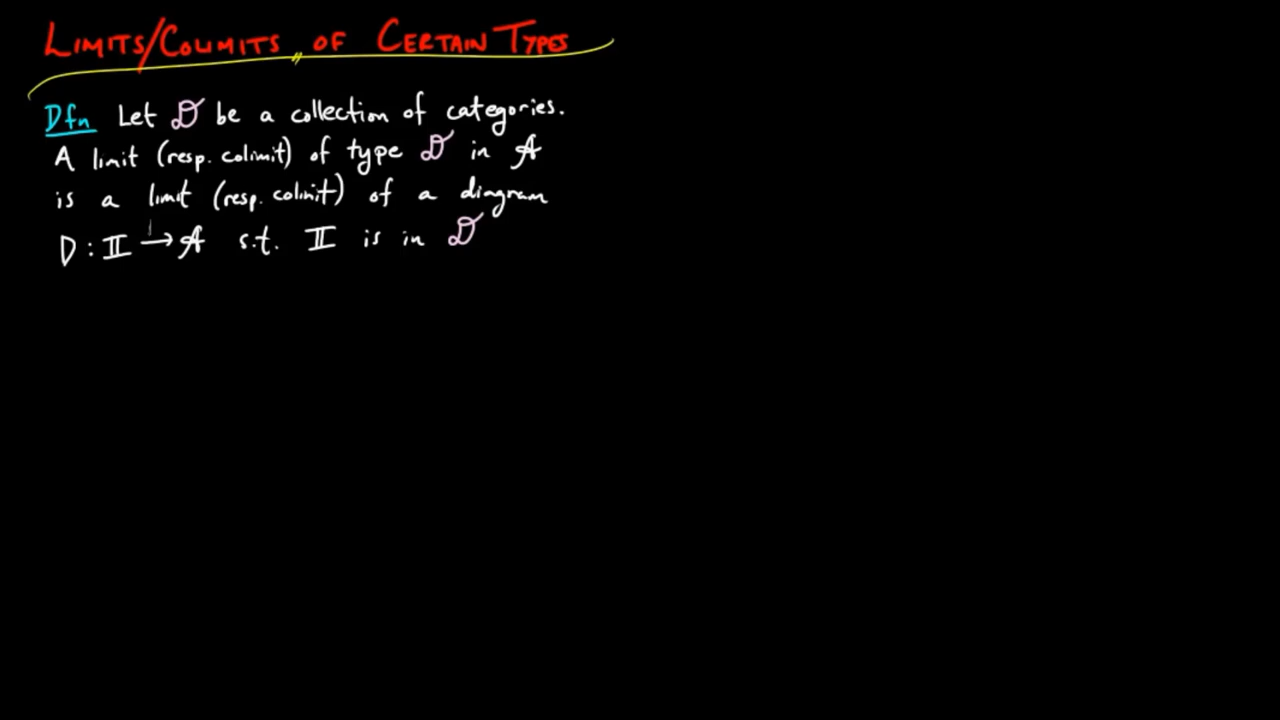 LIMITS/COLIMITS OF CERTAIN TYPES
Dfn Let 𝒟 be a collection of categories.
A limit (resp. colimit) of type 𝒟 in 𝒜
is a limit (resp. colimit) of a diagram
D : 𝕀 → 𝒜 s.t. 𝕀 is in 𝒟